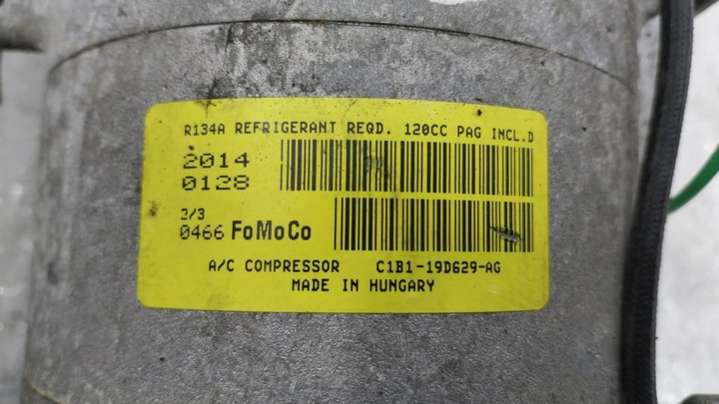 R134A REFRIGERANT REQD. 120CC PAG INCL.D
2014
0128
2/3
0466 FoMoCo
A/C COMPRESSOR C1B1-19D629-AG
MADE IN HUNGARY